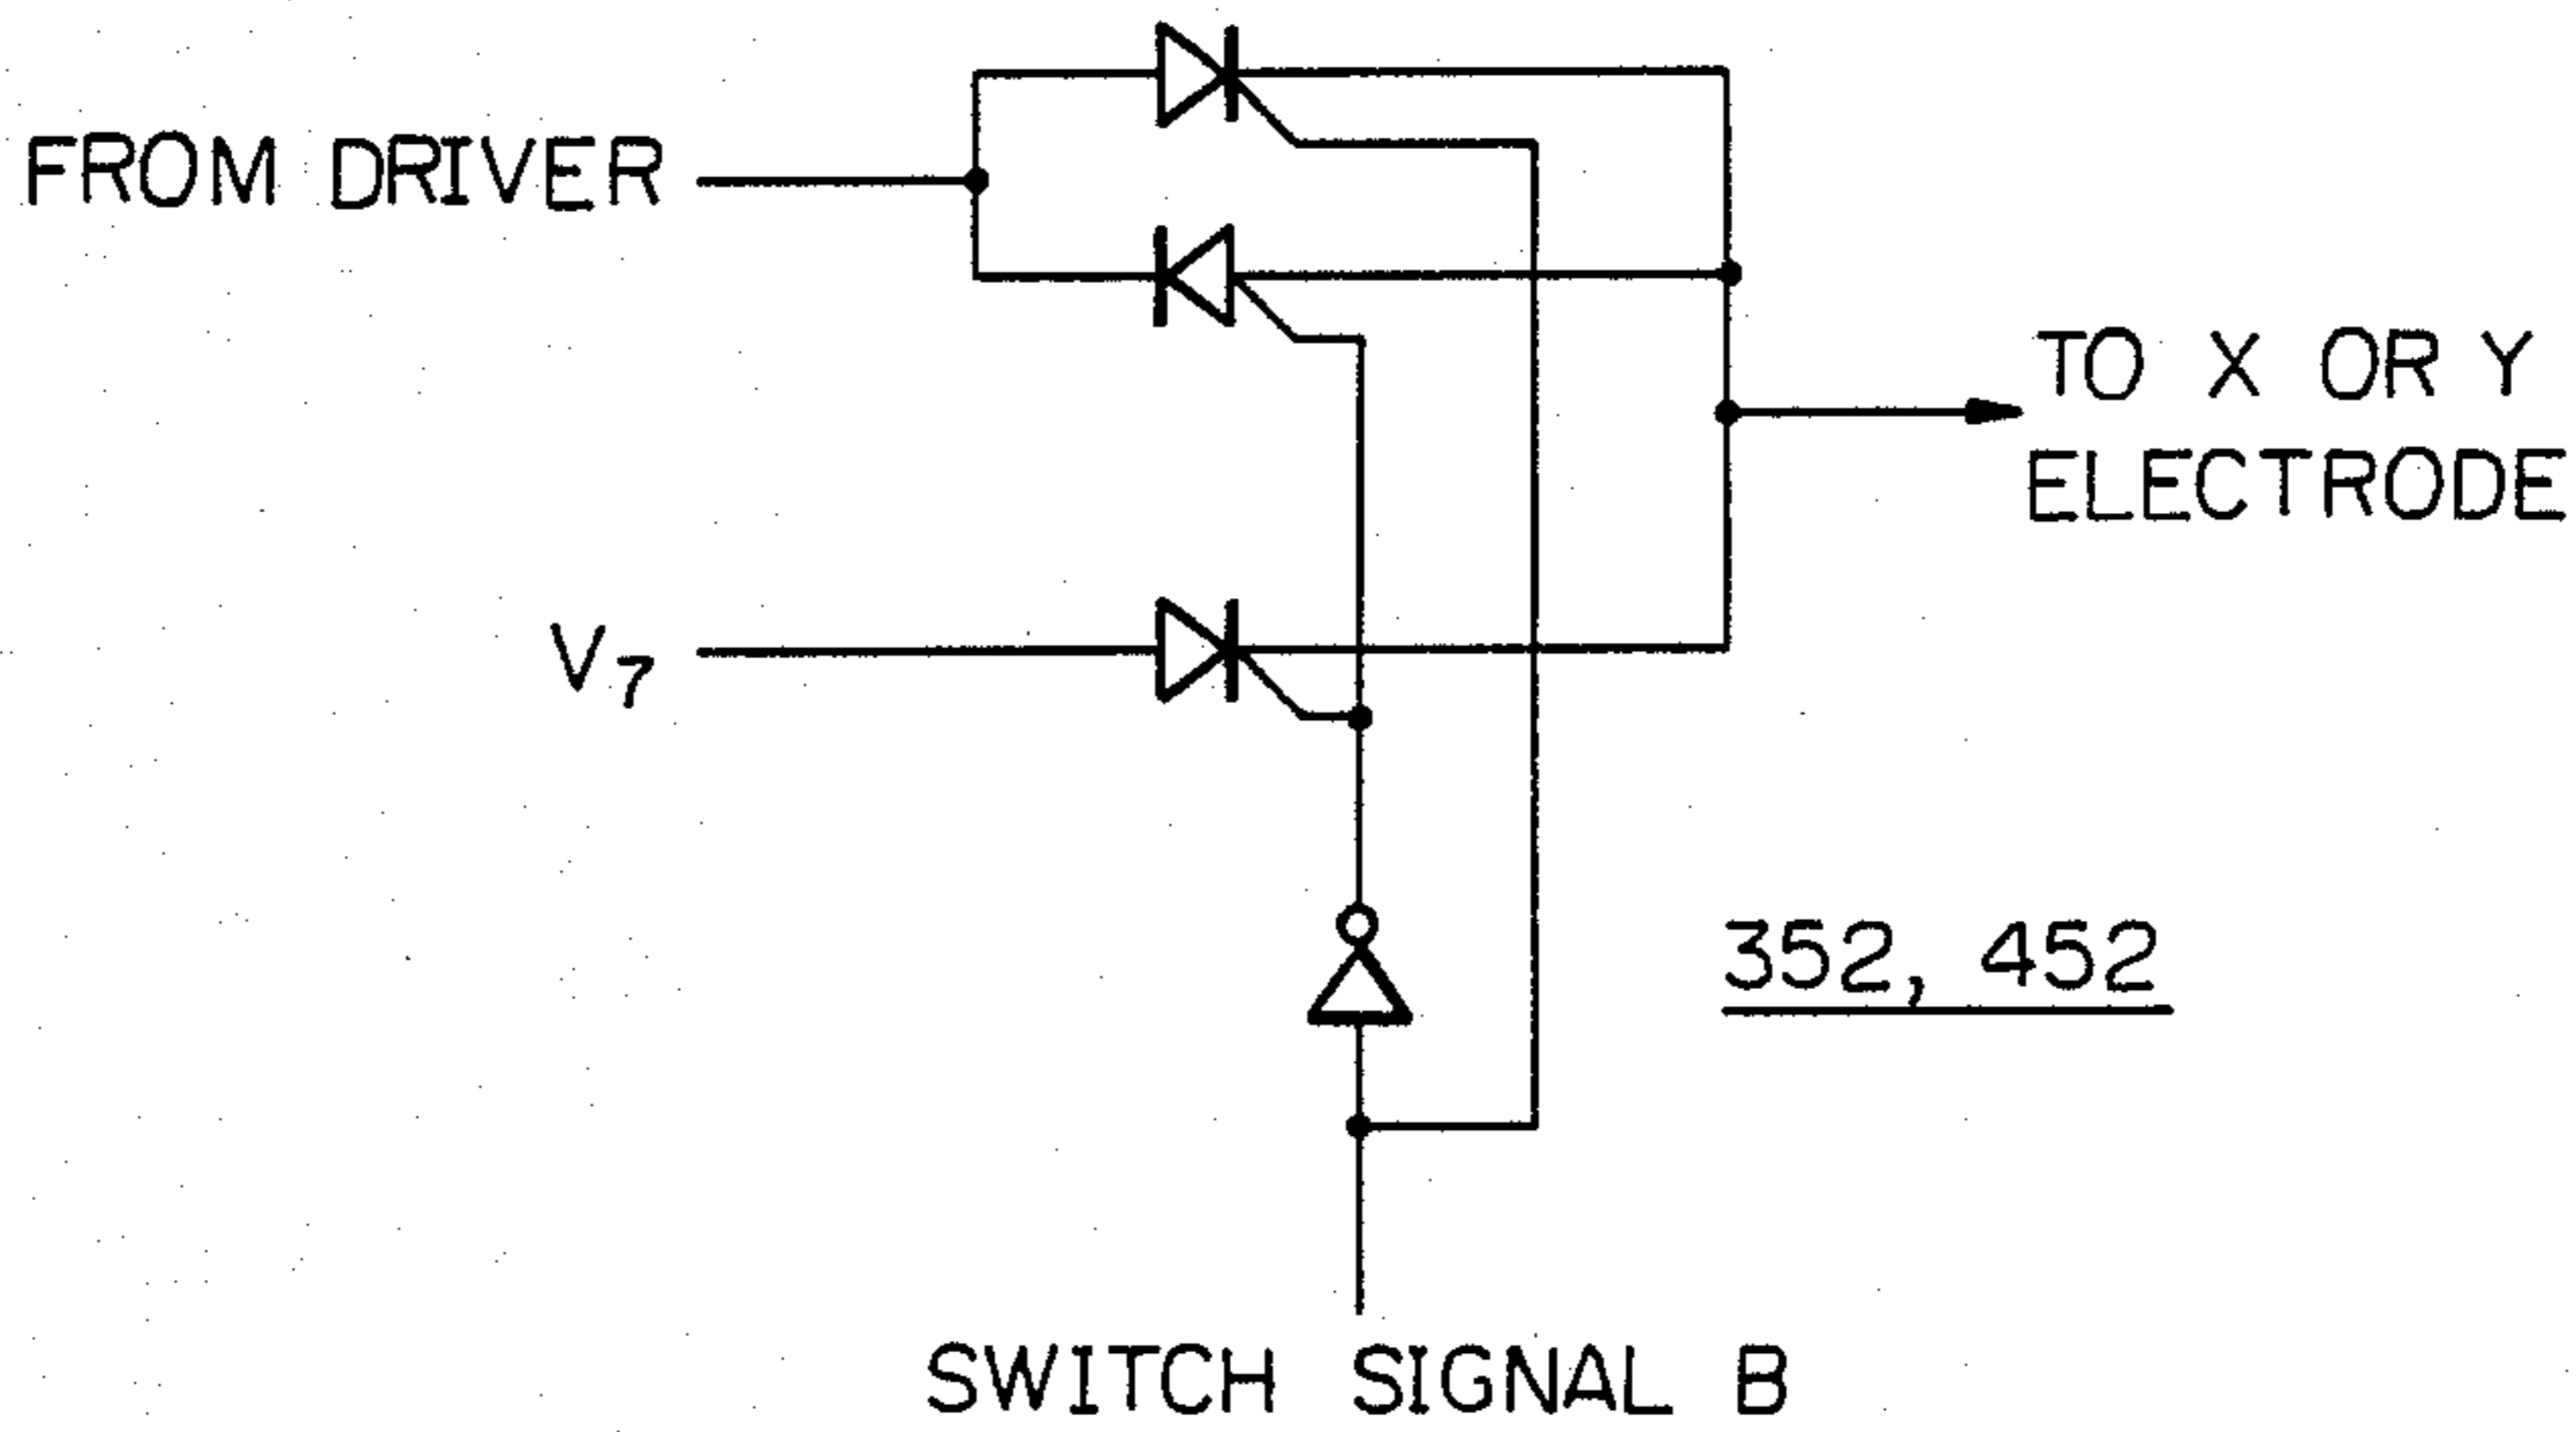 FROM DRIVER
TO X OR Y
ELECTRODE
V7
352, 452
SWITCH SIGNAL B